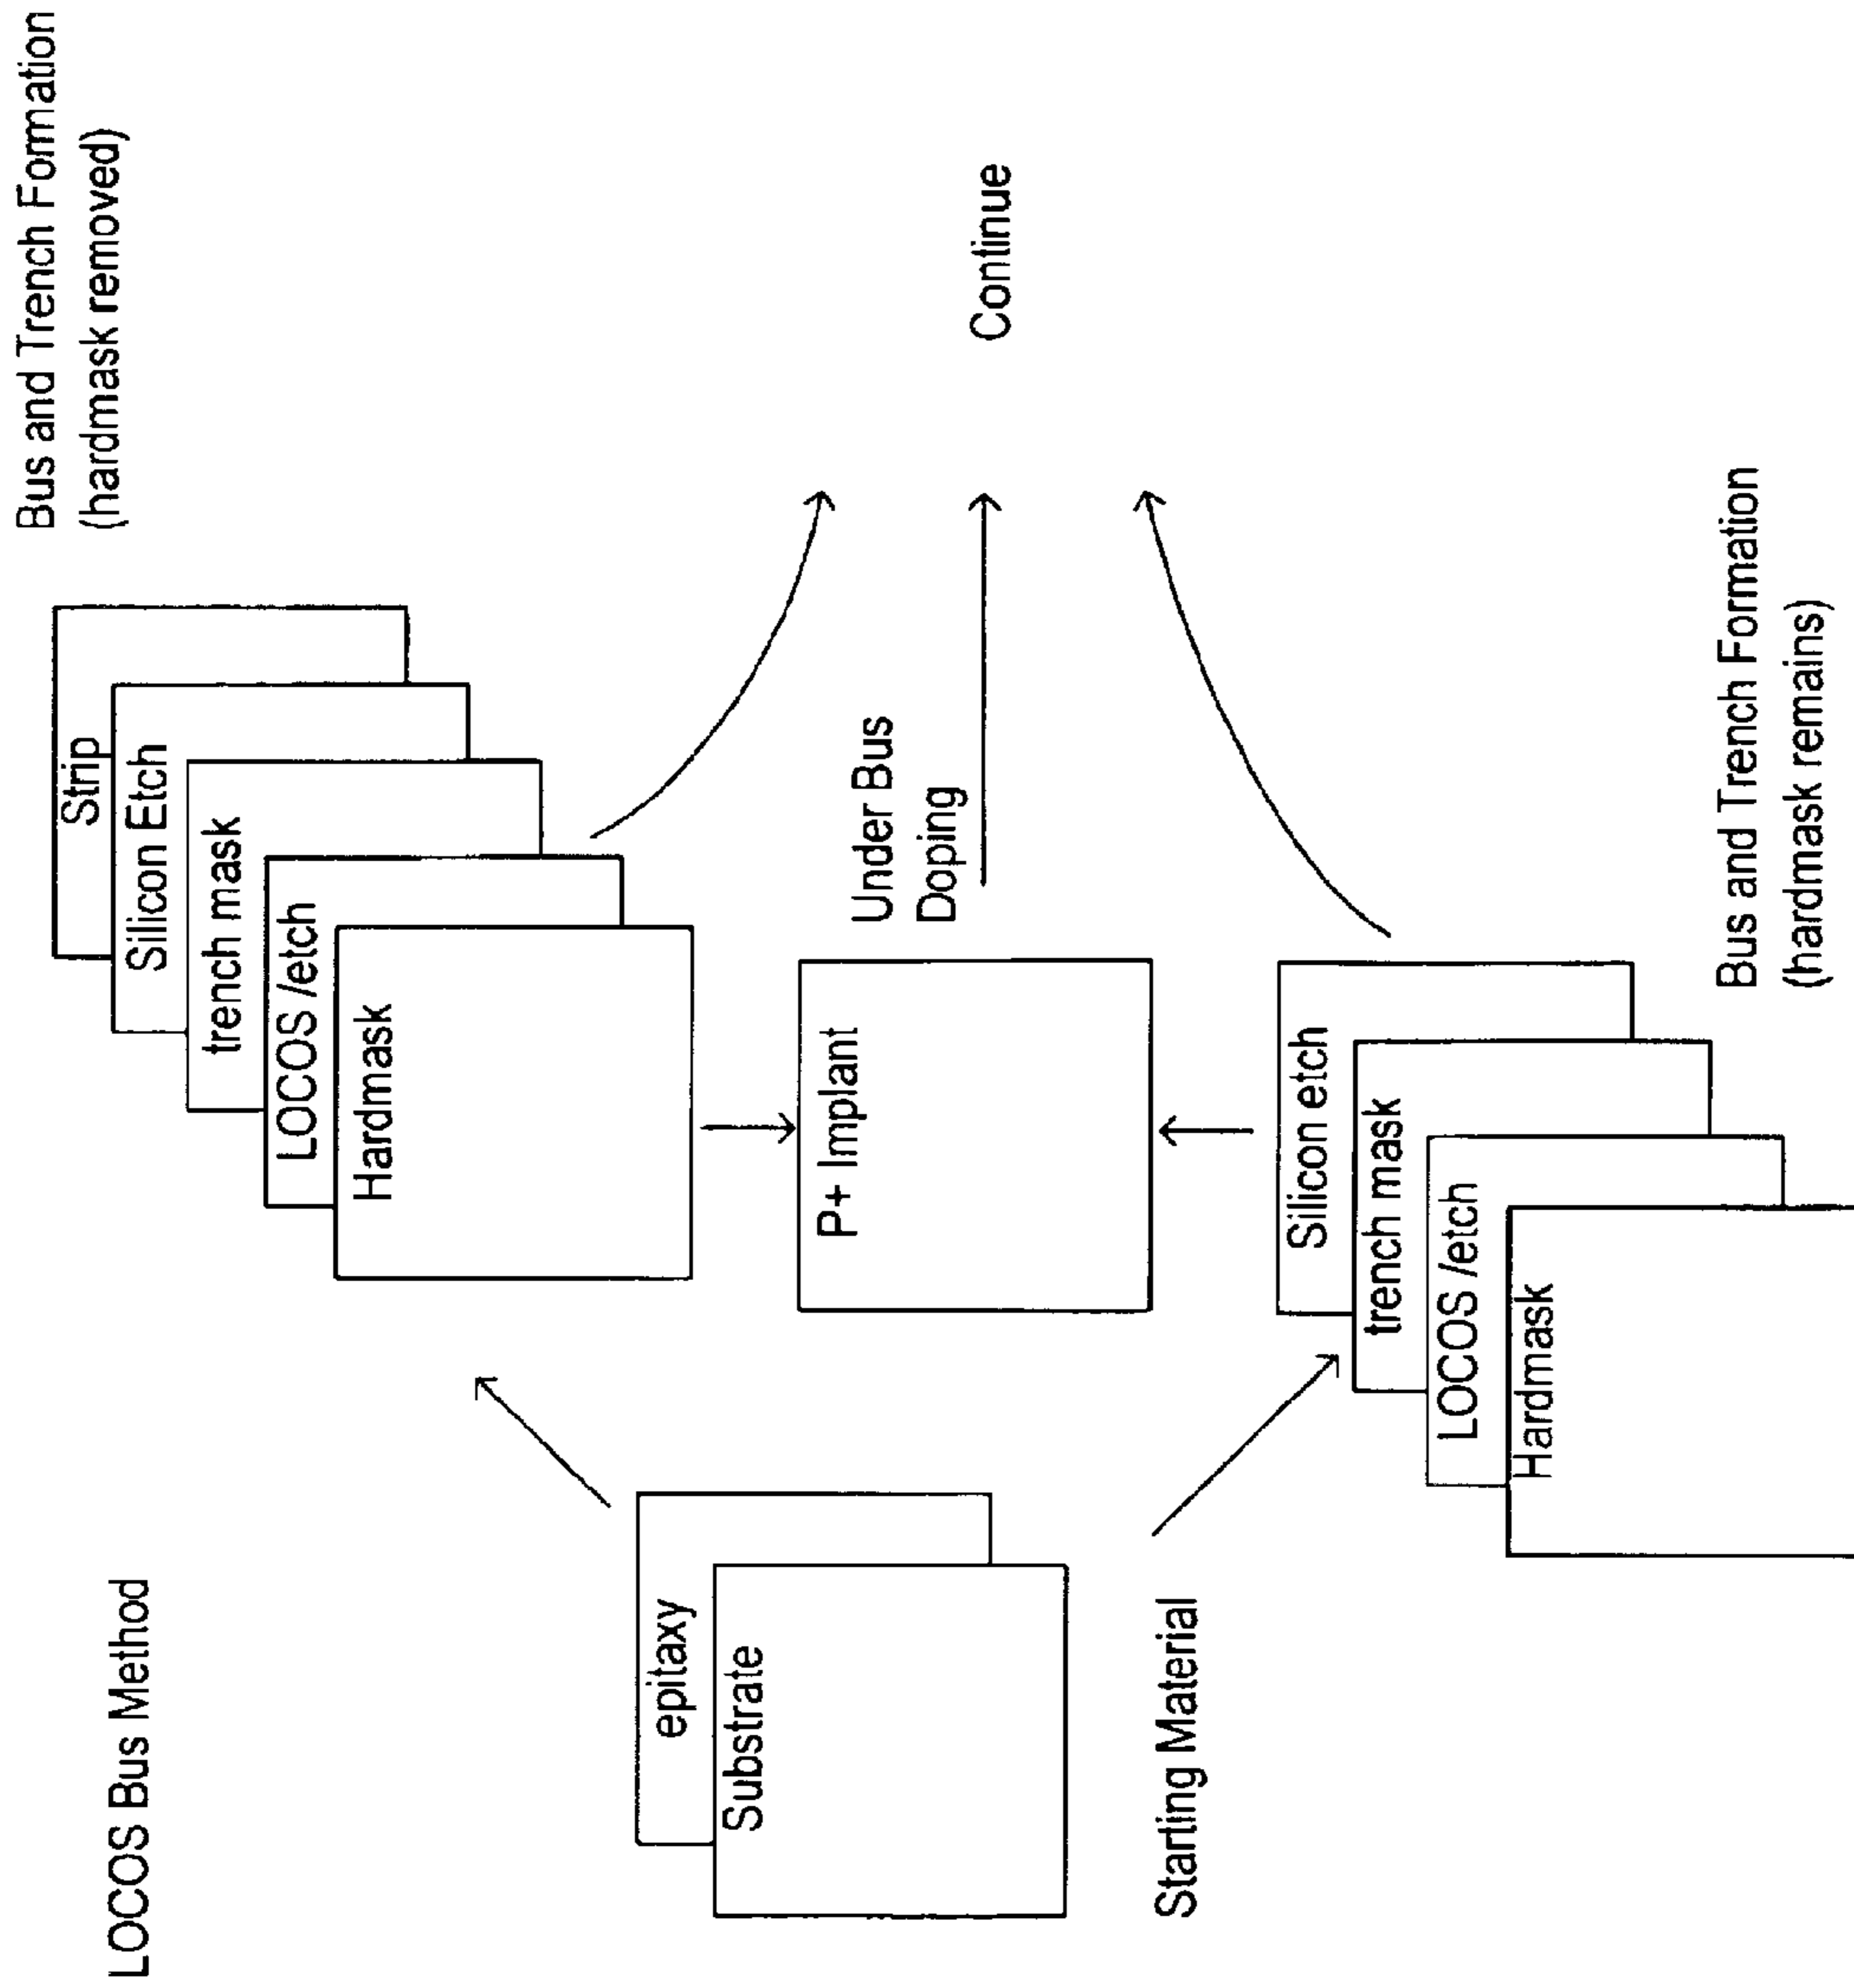 LOCOS Bus Method
Bus and Trench Formation
(hardmask removed)
Strip
Silicon Etch
trench mask
LOCOS /etch
Hardmask
epitaxy
Substrate
Starting Material
P+ Implant
Under Bus
Doping
Continue
Silicon etch
trench mask
LOCOS /etch
Hardmask
Bus and Trench Formation
(hardmask remains)